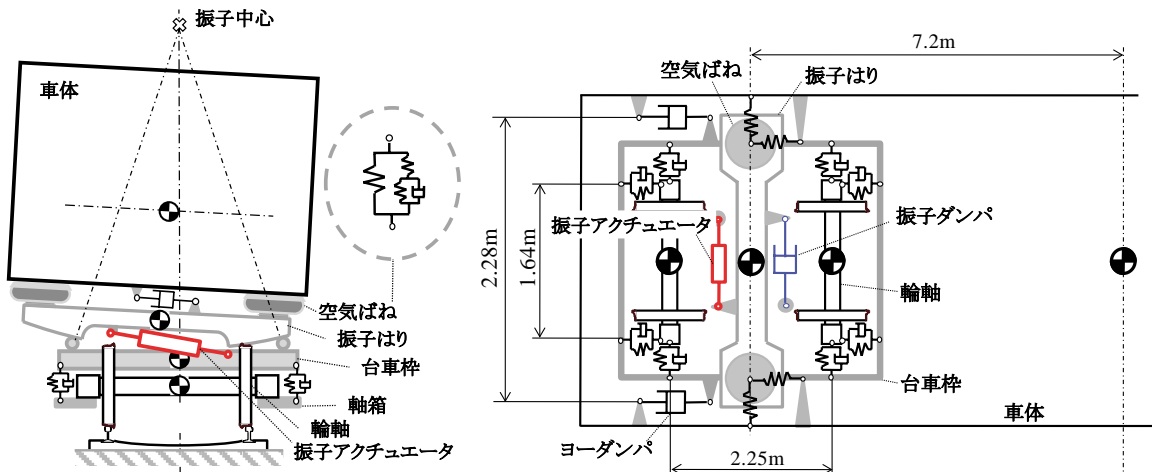 振子中心
車体
空気ばね
振子はり
台車枠
軸箱
輪軸
振子アクチュエータ
7.2m
空気ばね
振子はり
振子アクチュエータ
振子ダンパ
2.28m
1.64m
輪軸
台車枠
車体
ヨーダンパ
2.25m